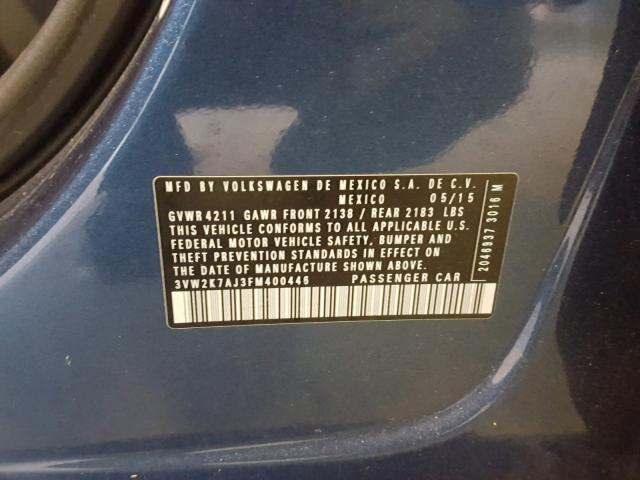 MFD BY VOLKSWAGEN DE MEXICO S.A. DE C.V.
MEXICO 05/15
GVWR 4211 GAWR FRONT 2138 / REAR 2183 LBS
THIS VEHICLE CONFORMS TO ALL APPLICABLE U.S.
FEDERAL MOTOR VEHICLE SAFETY, BUMPER AND
THEFT PREVENTION STANDARDS IN EFFECT ON
THE DATE OF MANUFACTURE SHOWN ABOVE.
3VW2K7AJ3FM400446 PASSENGER CAR
2046937 3016 M